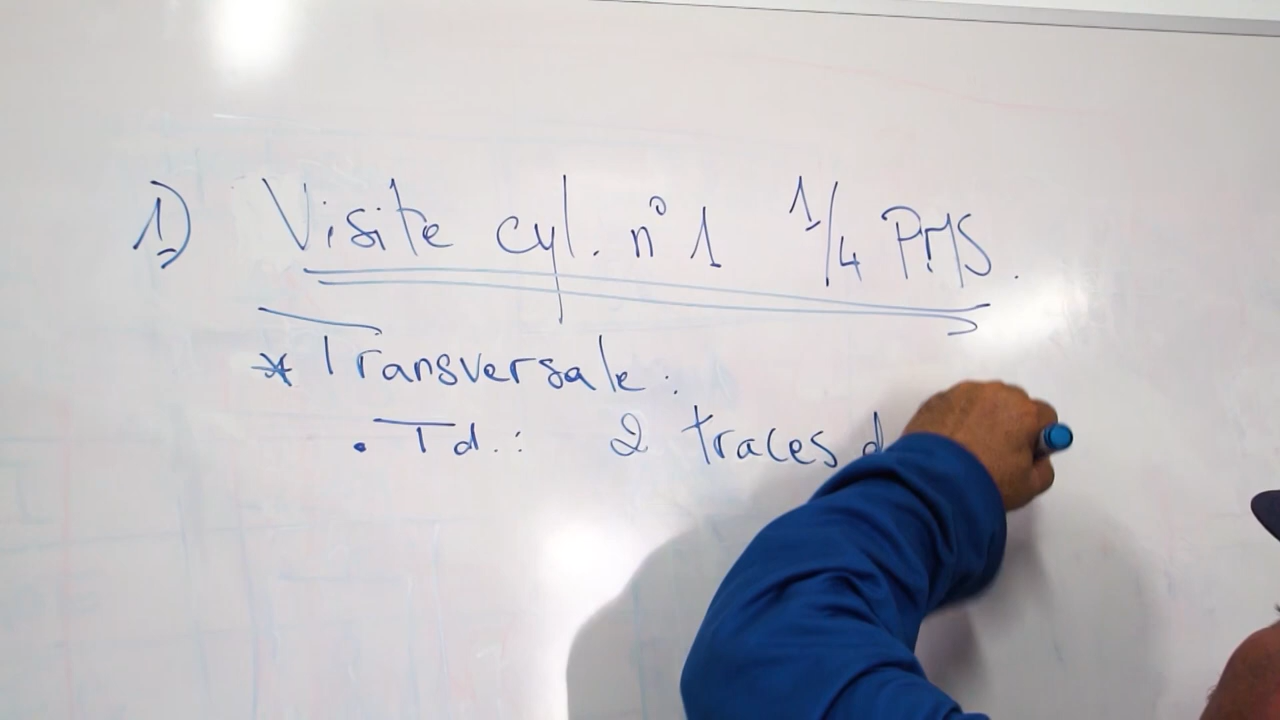 1) Visite cyl. n° 1 1/4 PMS.
* Transversale :
• Td. : 2 traces